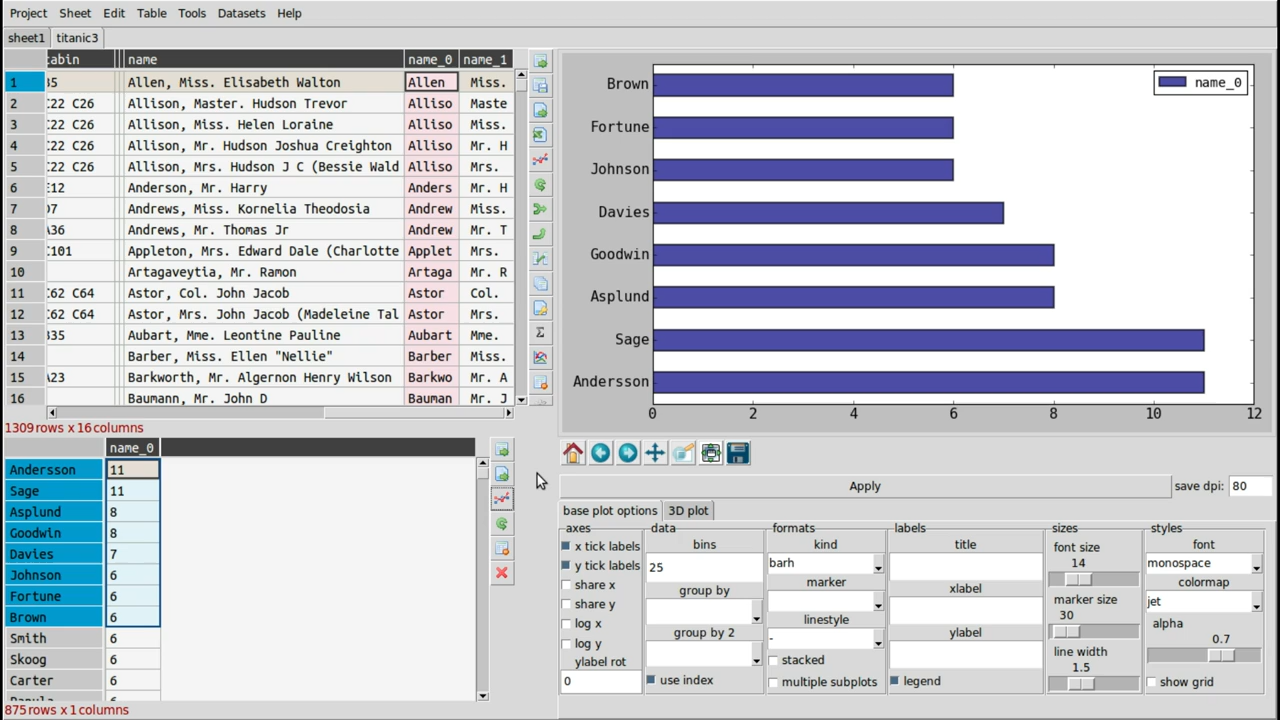 Project Sheet Edit Table Tools Datasets Help
sheet1 titanic3
name name_0 name_1
1 Allen, Miss. Elisabeth Walton Allen Miss.
2 C22 C26 Allison, Master. Hudson Trevor Alliso Maste
3 C22 C26 Allison, Miss. Helen Loraine Alliso Miss.
4 C22 C26 Allison, Mr. Hudson Joshua Creighton Alliso Mr. H
5 C22 C26 Allison, Mrs. Hudson J C (Bessie Wald Alliso Mrs.
6 E12 Anderson, Mr. Harry Anders Mr. H
7 Andrews, Miss. Kornelia Theodosia Andrew Miss.
8 A36 Andrews, Mr. Thomas Jr Andrew Mr. T
9 C101 Appleton, Mrs. Edward Dale (Charlotte Applet Mrs.
10 Artagaveytia, Mr. Ramon Artaga Mr. R
11 C62 C64 Astor, Col. John Jacob Astor Col.
12 C62 C64 Astor, Mrs. John Jacob (Madeleine Tal Astor Mrs.
13 B35 Aubart, Mme. Leontine Pauline Aubart Mme.
14 Barber, Miss. Ellen "Nellie" Barber Miss.
15 A23 Barkworth, Mr. Algernon Henry Wilson Barkwo Mr. A
16 Baumann, Mr. John D Bauman Mr. J
1309 rows x 16 columns
name_0
Andersson 11
Sage 11
Asplund 8
Goodwin 8
Davies 7
Johnson 6
Fortune 6
Brown 6
Smith 6
Skoog 6
Carter 6
875 rows x 1 columns
name_0
Brown
Fortune
Johnson
Davies
Goodwin
Asplund
Sage
Andersson
0 2 4 6 8 10 12
Apply save dpi: 80
base plot options 3D plot
axes
x tick labels
y tick labels
share x
share y
log x
log y
ylabel rot
0
data
bins
25
group by
group by 2
use index
formats
kind
barh
marker
linestyle
-
stacked
multiple subplots
labels
title
xlabel
ylabel
legend
sizes
font size
14
marker size
30
line width
1.5
styles
font
monospace
colormap
jet
alpha
0.7
show grid